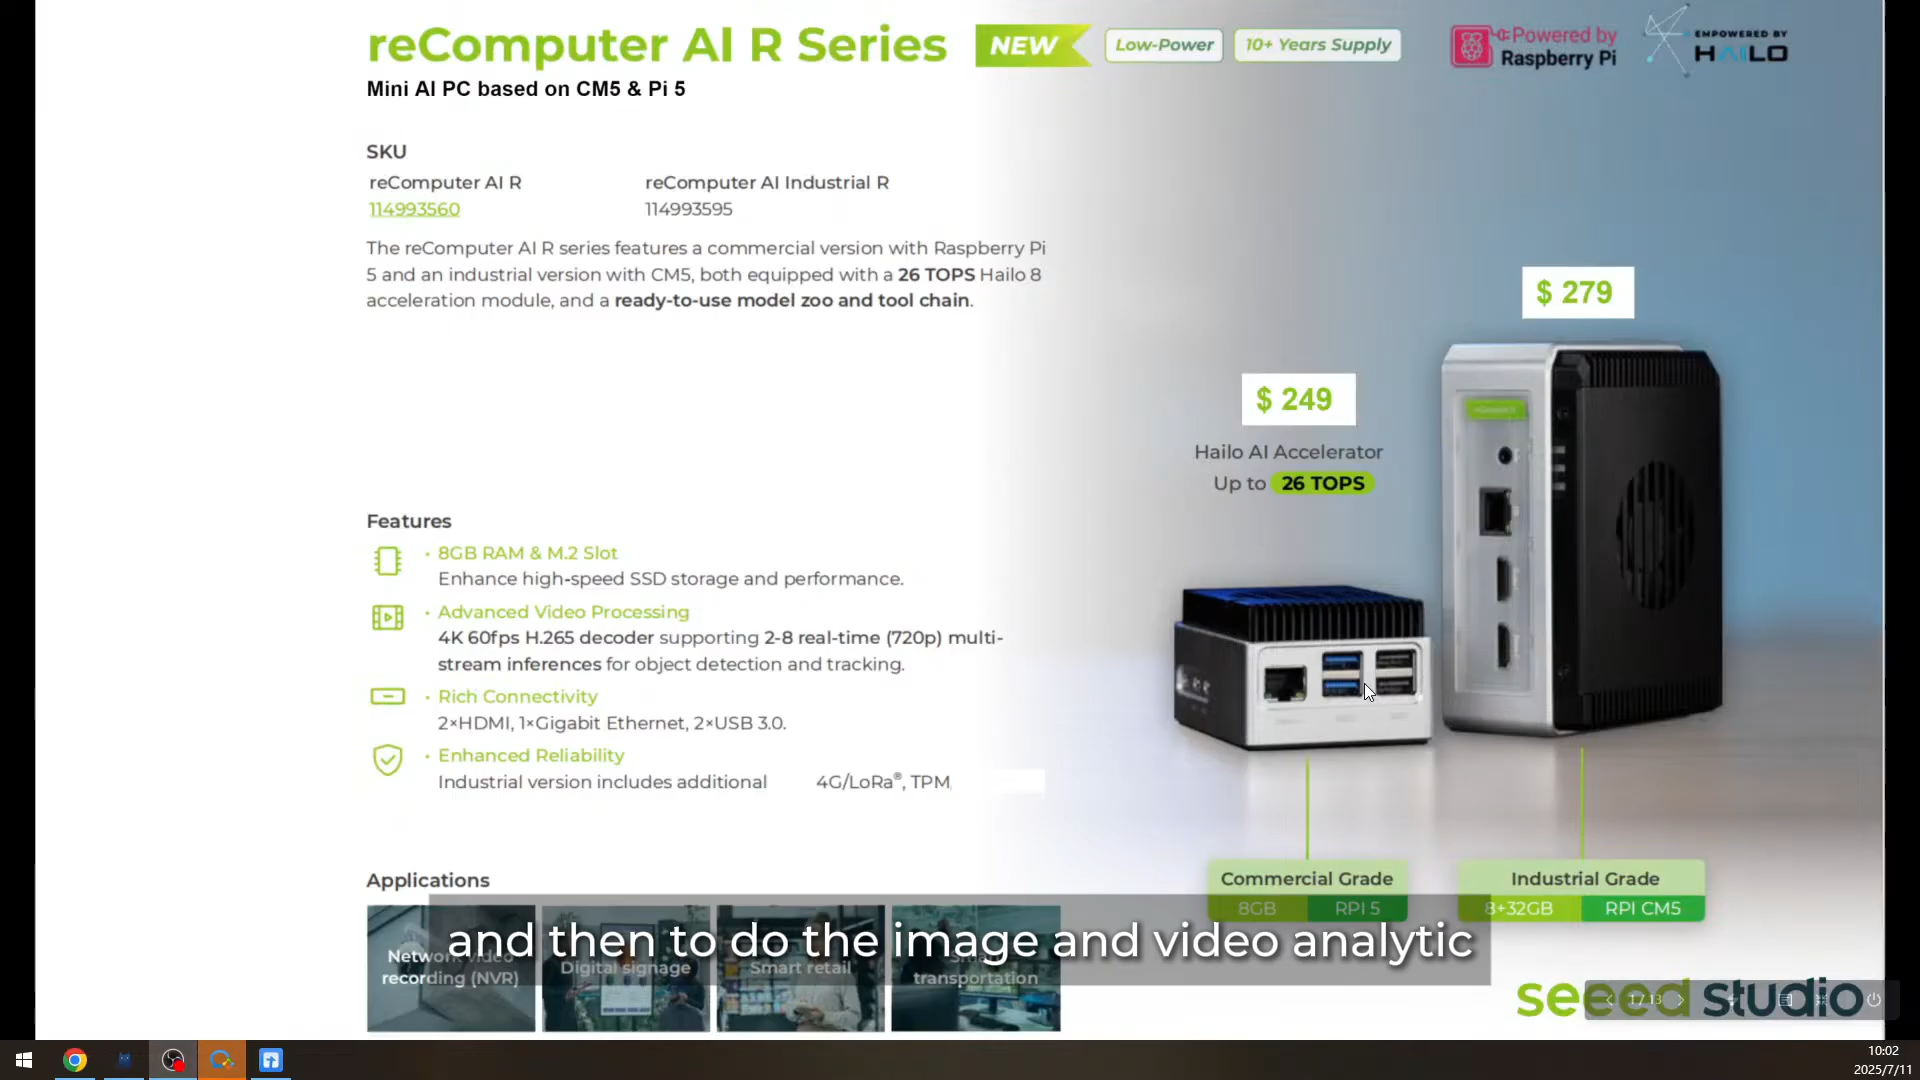 reComputer AI R Series
NEW
Low-Power
10+ Years Supply
Powered by
Raspberry Pi
EMPOWERED BY
HAILO
Mini AI PC based on CM5 & Pi 5
SKU
reComputer AI R
reComputer AI Industrial R
114993560
114993595
The reComputer AI R series features a commercial version with Raspberry Pi
5 and an industrial version with CM5, both equipped with a 26 TOPS Hailo 8
acceleration module, and a ready-to-use model zoo and tool chain.
$ 279
$ 249
Hailo AI Accelerator
Up to 26 TOPS
Features
· 8GB RAM & M.2 Slot
Enhance high-speed SSD storage and performance.
· Advanced Video Processing
4K 60fps H.265 decoder supporting 2-8 real-time (720p) multi-
stream inferences for object detection and tracking.
· Rich Connectivity
2×HDMI, 1×Gigabit Ethernet, 2×USB 3.0.
· Enhanced Reliability
Industrial version includes additional 4G/LoRa®, TPM
Applications
Commercial Grade
8GB
RPI 5
Industrial Grade
8+32GB
RPI CM5
Network video
recording (NVR)
Digital signage
Smart retail
Smart
transportation
and then to do the image and video analytic
seeed studio
1 / 13
10:02
2025/7/11